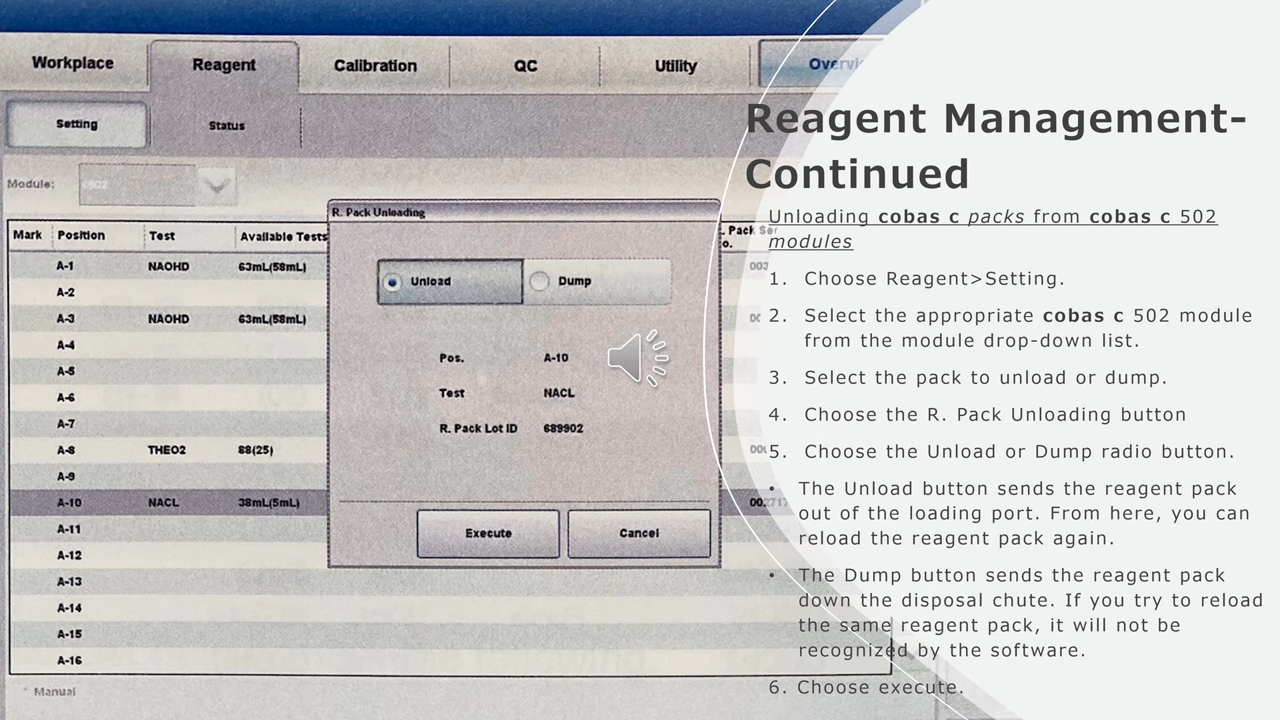 Workplace Reagent Calibration QC Utility
Setting Status
Module:
R. Pack Unloading
Mark Position Test Available Tests
A-1 NAOHD 63mL(58mL)
A-2
A-3 NAOHD 63mL(58mL)
A-4
A-5
A-6
A-7
A-8 THEO2 88(25)
A-9
A-10 NACL 38mL(5mL)
A-11
A-12
A-13
A-14
A-15
A-16
* Manual
Unload Dump
Pos. A-10
Test NACL
R. Pack Lot ID 689902
Execute Cancel
Reagent Management-
Continued
Unloading cobas c packs from cobas c 502
modules
1. Choose Reagent>Setting.
2. Select the appropriate cobas c 502 module
from the module drop-down list.
3. Select the pack to unload or dump.
4. Choose the R. Pack Unloading button
5. Choose the Unload or Dump radio button.
• The Unload button sends the reagent pack
out of the loading port. From here, you can
reload the reagent pack again.
• The Dump button sends the reagent pack
down the disposal chute. If you try to reload
the same reagent pack, it will not be
recognized by the software.
6. Choose execute.